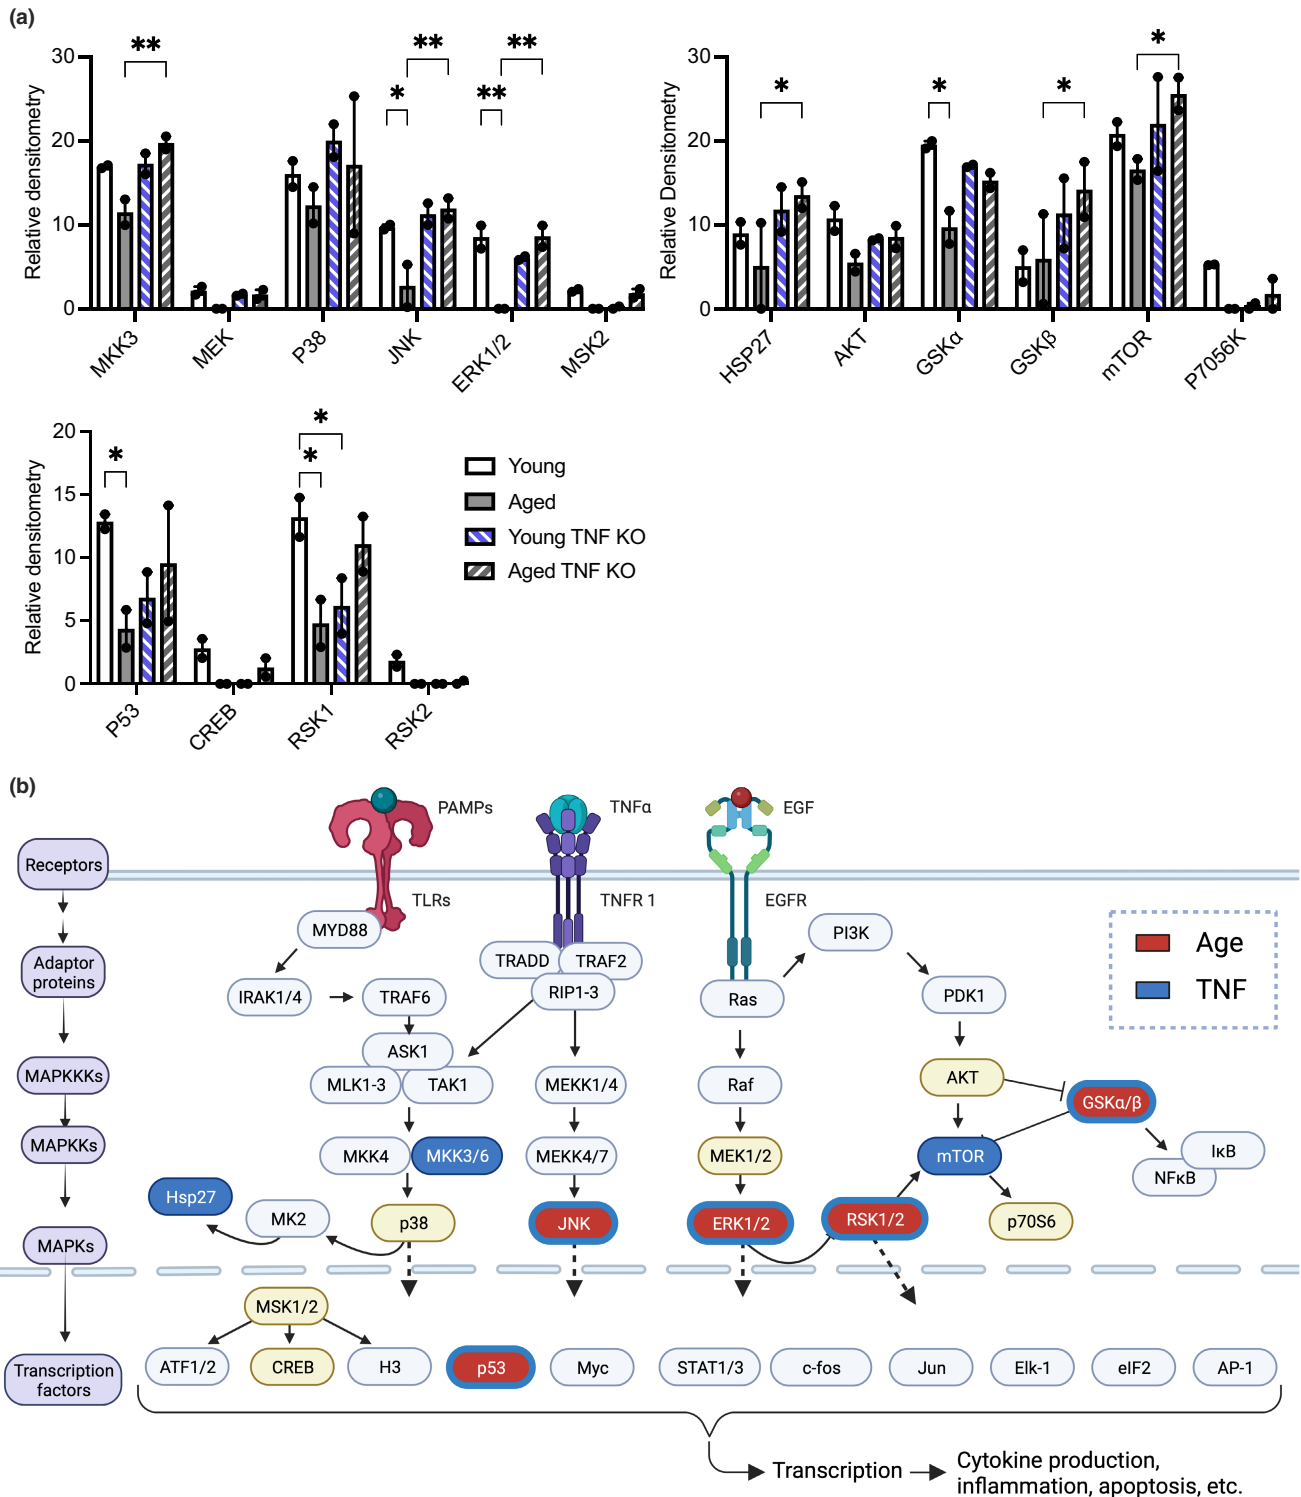 (a)
** ** ** * **
30
20
10
0
Relative densitometry
MKK3 MEK P38 JNK ERK1/2 MSK2
* * * *
30
20
10
0
Relative Densitometry
HSP27 AKT GSKα GSKβ mTOR P7056K
* * *
20
15
10
5
0
Relative densitometry
P53 CREB RSK1 RSK2
Young
Aged
Young TNF KO
Aged TNF KO
(b)
PAMPs TNFα EGF
Receptors
TLRs TNFR 1 EGFR
MYD88 PI3K
Age
TNF
Adaptor
proteins
TRADD TRAF2
IRAK1/4 TRAF6 RIP1-3 Ras PDK1
ASK1
MAPKKKs
MLK1-3 TAK1 MEKK1/4 Raf AKT
GSKα/β
MAPKKs
MKK4 MKK3/6 MEKK4/7 MEK1/2 mTOR
IκB
NFκB
Hsp27
MK2 p38 JNK ERK1/2 RSK1/2 p70S6
MAPKs
MSK1/2
Transcription
factors
ATF1/2 CREB H3 p53 Myc STAT1/3 c-fos Jun Elk-1 eIF2 AP-1
Transcription
Cytokine production,
inflammation, apoptosis, etc.